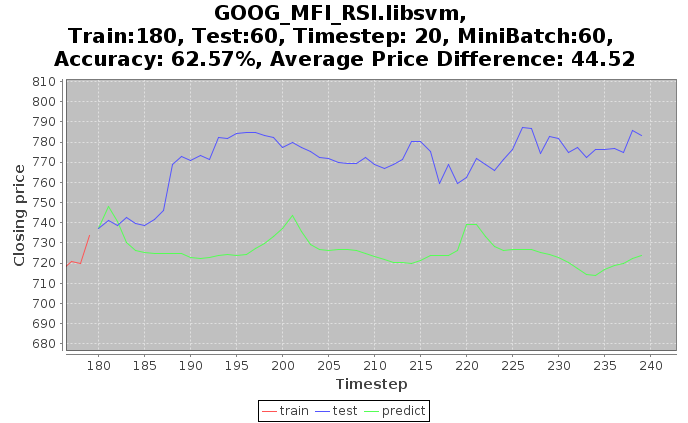 GOOG_MFI_RSI.libsvm,
Train:180, Test:60, Timestep: 20, MiniBatch:60,
Accuracy: 62.57%, Average Price Difference: 44.52
810
800
790
780
770
760
750
740
730
720
710
700
690
680
Closing price
180 185 190 195 200 205 210 215 220 225 230 235 240
Timestep
train test predict